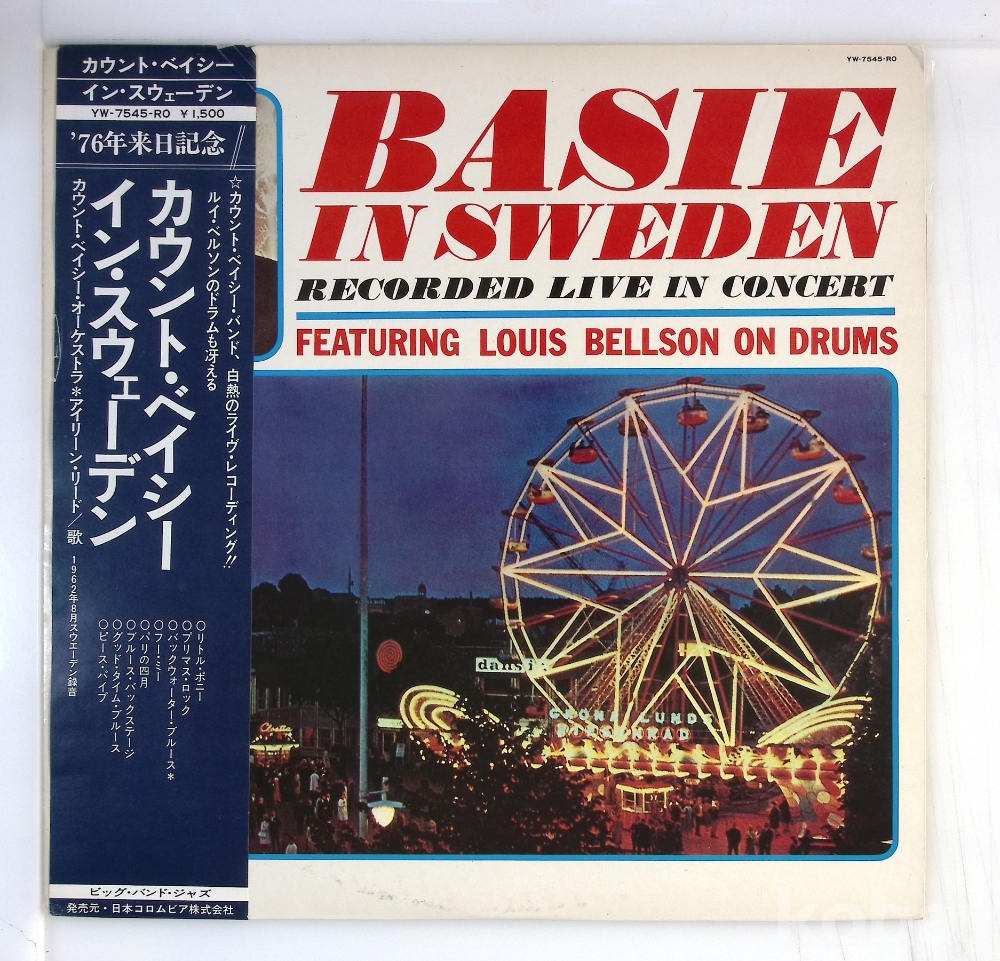 カウント・ベイシー
イン・スウェーデン
YW-7545-RO ¥1,500
'76年来日記念
☆カウント・ベイシー・バンド、白熱のライヴ・レコーディング!!
ルイ・ベルソンのドラムも冴える
カウント・ベイシー
イン・スウェーデン
カウント・ベイシー・オーケストラ*アイリーン・リード/歌
1962年8月スウェーデン録音
○リトル・ポニー
○プリマス・ロック
○バックウォーター・ブルース*
○フー・ミー
○パリの四月
○ブルース・バックステージ
○グッド・タイム・ブルース
○ピース・パイプ
ビッグ・バンド・ジャズ
発売元・日本コロムビア株式会社
YW-7545-RO
BASIE
IN SWEDEN
RECORDED LIVE IN CONCERT
FEATURING LOUIS BELLSON ON DRUMS
dansi
GRÖNA LUNDS